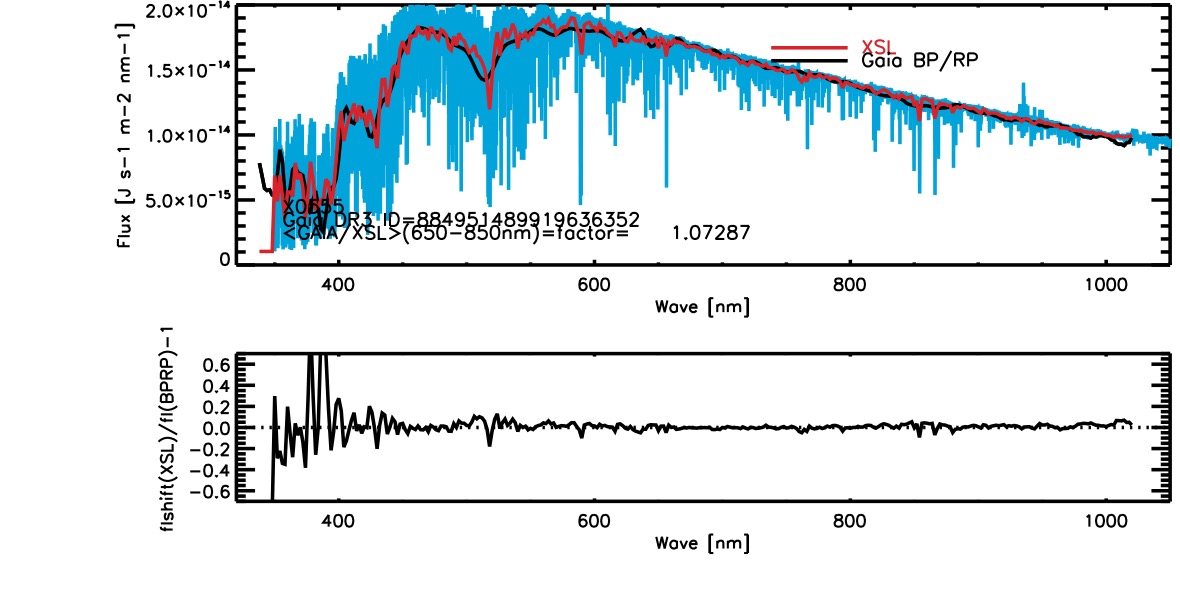 2.0×10−14
1.5×10−14
1.0×10−14
5.0×10−15
0
Flux [J s−1 m−2 nm−1]
XSL
Gaia BP/RP
X0555
Gaia DR3 ID=884951489919636352
<GAIA/XSL>(650−850nm)=factor= 1.07287
400 600 800 1000
Wave [nm]
flshift(XSL)/fl(BPRP)−1
0.6
0.4
0.2
0.0
−0.2
−0.4
−0.6
400 600 800 1000
Wave [nm]